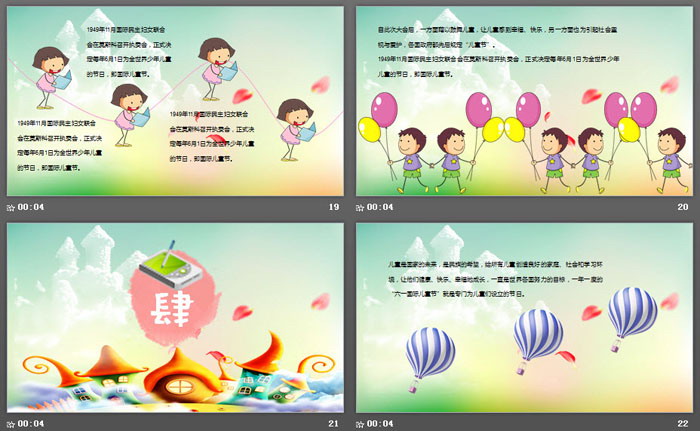 1949年11月国际民主妇女联合
会在莫斯科召开执委会，正式决
定每年6月1日为全世界少年儿童
的节日，即国际儿童节。
1949年11月国际民主妇女联合
会在莫斯科召开执委会，正式决
定每年6月1日为全世界少年儿童
的节日，即国际儿童节。
1949年11月国际民主妇女联合
会在莫斯科召开执委会，正式决
定每年6月1日为全世界少年儿童
的节日，即国际儿童节。
00:04
19
自此次大会后，一方面藉以鼓舞儿童，让儿童感到幸福、快乐，另一方面也为引起社会重
视与爱护，各国政府都先后规定“儿童节”。
1949年11月国际民主妇女联合会在莫斯科召开执委会，正式决定每年6月1日为全世界少年
儿童的节日，即国际儿童节。
00:04
20
肆
00:04
21
儿童是国家的未来，是民族的希望，给所有儿童创造良好的家庭、社会和学习环
境，让他们健康、快乐、幸福地成长，一直是世界各国努力的目标，一年一度的
“六一国际儿童节”就是专门为儿童们设立的节日。
00:04
22